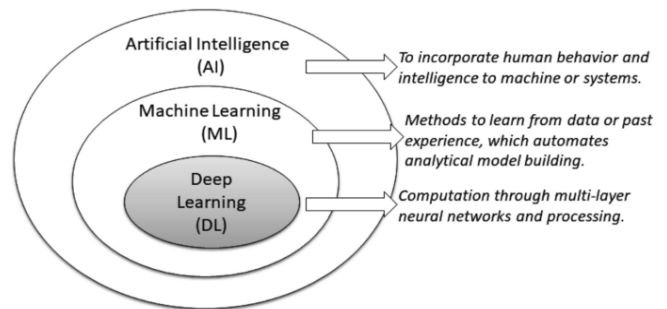 Artificial Intelligence
(AI)
To incorporate human behavior and
intelligence to machine or systems.
Machine Learning
(ML)
Methods to learn from data or past
experience, which automates
analytical model building.
Deep
Learning
(DL)
Computation through multi-layer
neural networks and processing.